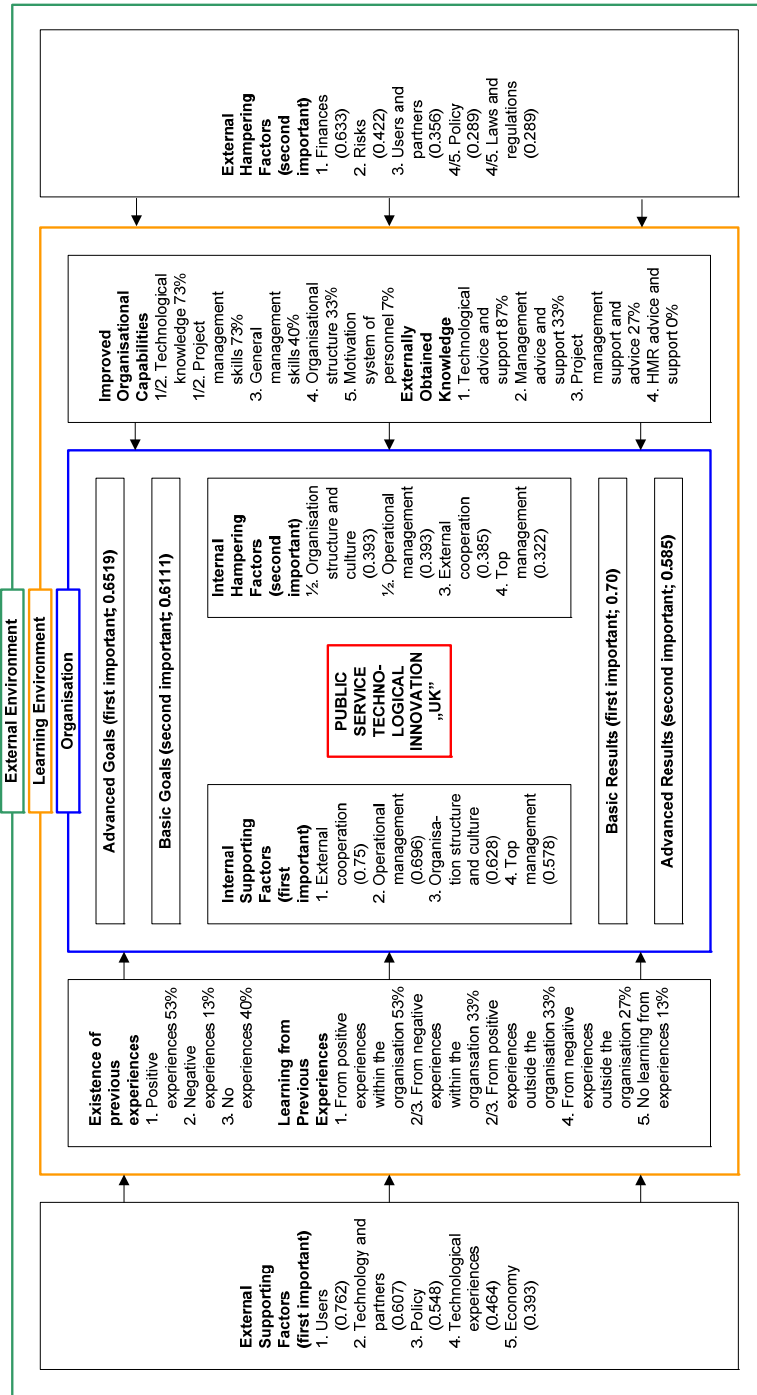 External Environment
Learning Environment
Organisation
External
Supporting
Factors
(first important)
1. Users
(0.762)
2. Technology and
partners
(0.607)
3. Policy
(0.548)
4. Technological
experiences
(0.464)
5. Economy
(0.393)
Existence of
previous
experiences
1. Positive
experiences 53%
2. Negative
experiences 13%
3. No
experiences 40%
Learning from
Previous
Experiences
1. From positive
experiences
within the
organisation 53%
2/3. From negative
experiences
within the
organisation 33%
2/3. From positive
experiences
outside the
organisation 33%
4. From negative
experiences
outside the
organisation 27%
5. No learning from
experiences 13%
Advanced Goals (first important; 0.6519)
Basic Goals (second important; 0.6111)
Internal
Supporting
Factors
(first
important)
1. External
cooperation
(0.75)
2. Operational
management
(0.696)
3. Organisa-
tion structure
and culture
(0.628)
4. Top
management
(0.578)
PUBLIC
SERVICE
TECHNO-
LOGICAL
INNOVATION
„UK”
Internal
Hampering
Factors
(second
important)
½. Organisation
structure and
culture
(0.393)
½. Operational
management
(0.393)
3. External
cooperation
(0.385)
4. Top
management
(0.322)
Basic Results (first important; 0.70)
Advanced Results (second important; 0.585)
Improved
Organisational
Capabilities
1/2. Technological
knowledge 73%
1/2. Project
management
skills 73%
3. General
management
skills 40%
4. Organisational
structure 33%
5. Motivation
system of
personnel 7%
Externally
Obtained
Knowledge
1. Technological
advice and
support 87%
2. Management
advice and
support 33%
3. Project
management
support and
advice 27%
4. HMR advice and
support 0%
External
Hampering
Factors
(second
important)
1. Finances
(0.633)
2. Risks
(0.422)
3. Users and
partners
(0.356)
4/5. Policy
(0.289)
4/5. Laws and
regulations
(0.289)